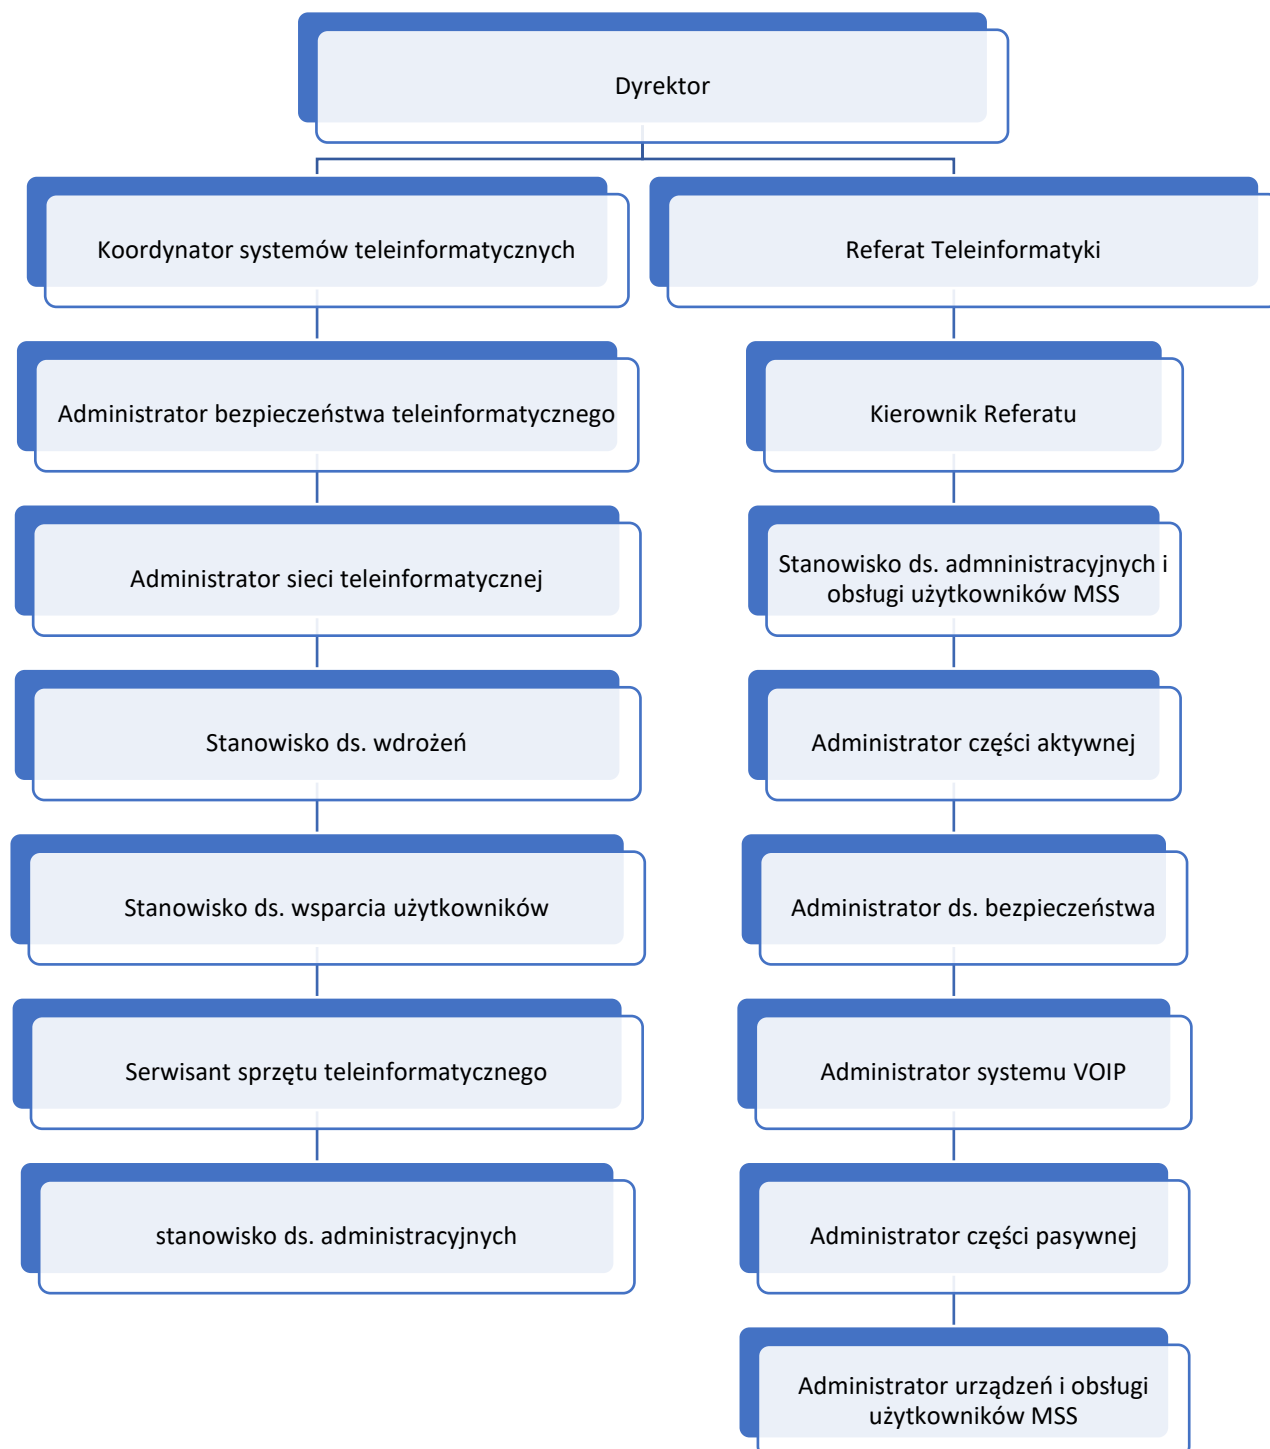 Dyrektor
Koordynator systemów teleinformatycznych
Administrator bezpieczeństwa teleinformatycznego
Administrator sieci teleinformatycznej
Stanowisko ds. wdrożeń
Stanowisko ds. wsparcia użytkowników
Serwisant sprzętu teleinformatycznego
stanowisko ds. administracyjnych
Referat Teleinformatyki
Kierownik Referatu
Stanowisko ds. admninistracyjnych i
obsługi użytkowników MSS
Administrator części aktywnej
Administrator ds. bezpieczeństwa
Administrator systemu VOIP
Administrator części pasywnej
Administrator urządzeń i obsługi
użytkowników MSS